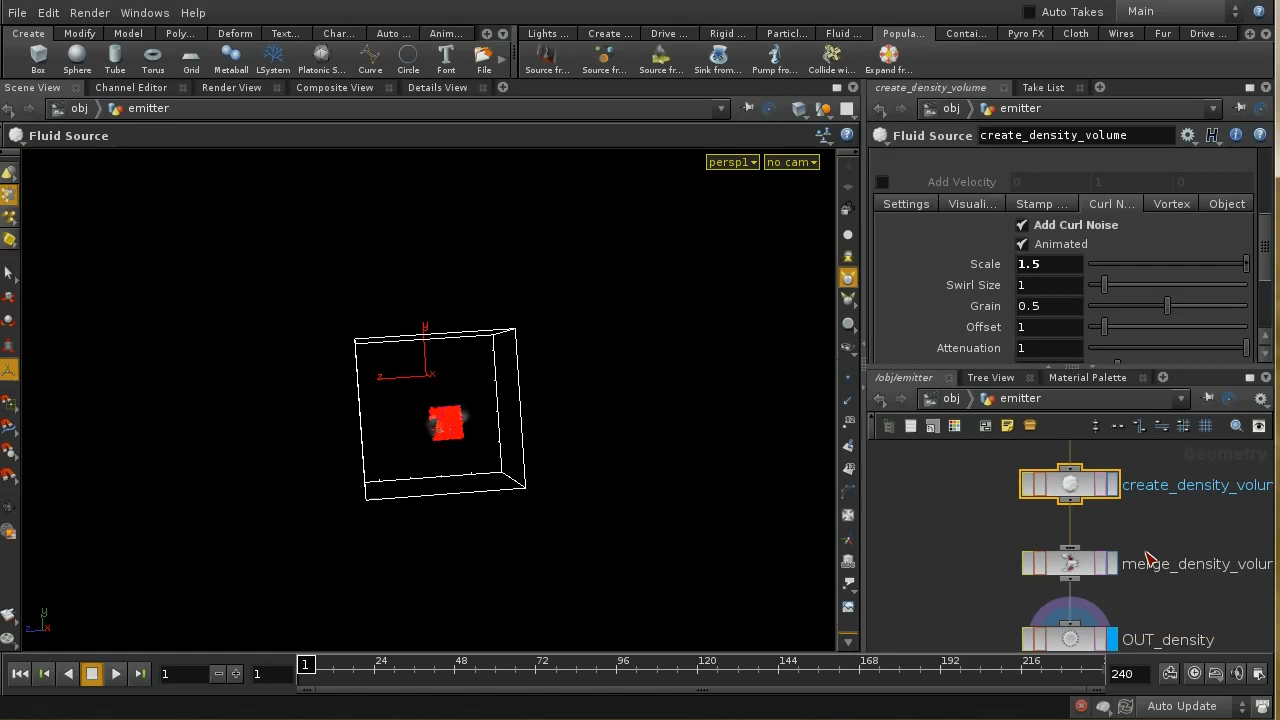 File Edit Render Windows Help
Auto Takes Main
Create Modify Model Poly... Deform Text... Char... Auto ... Anim...
Lights ... Create ... Drive ... Rigid ... Particl... Fluid ... Popula... Contai... Pyro FX Cloth Wires Fur Drive ...
Box Sphere Tube Torus Grid Metaball LSystem Platonic S... Curve Circle Font File
Source fr... Source fr... Source fr... Sink from... Pump fro... Collide wi... Expand fr...
Scene View Channel Editor Render View Composite View Details View
create_density_volume Take List
obj emitter
obj emitter
Fluid Source
Fluid Source create_density_volume
persp1 no cam
Add Velocity 0 1 0
Settings Visuali... Stamp ... Curl N... Vortex Object
Add Curl Noise
Animated
Scale 1.5
Swirl Size 1
Grain 0.5
Offset 1
Attenuation 1
y
z x
/obj/emitter Tree View Material Palette
obj emitter
Geometry
create_density_volum
merge_density_volum
OUT_density
y
z x
1 1 1 24 48 72 96 120 144 168 192 216 240
Auto Update